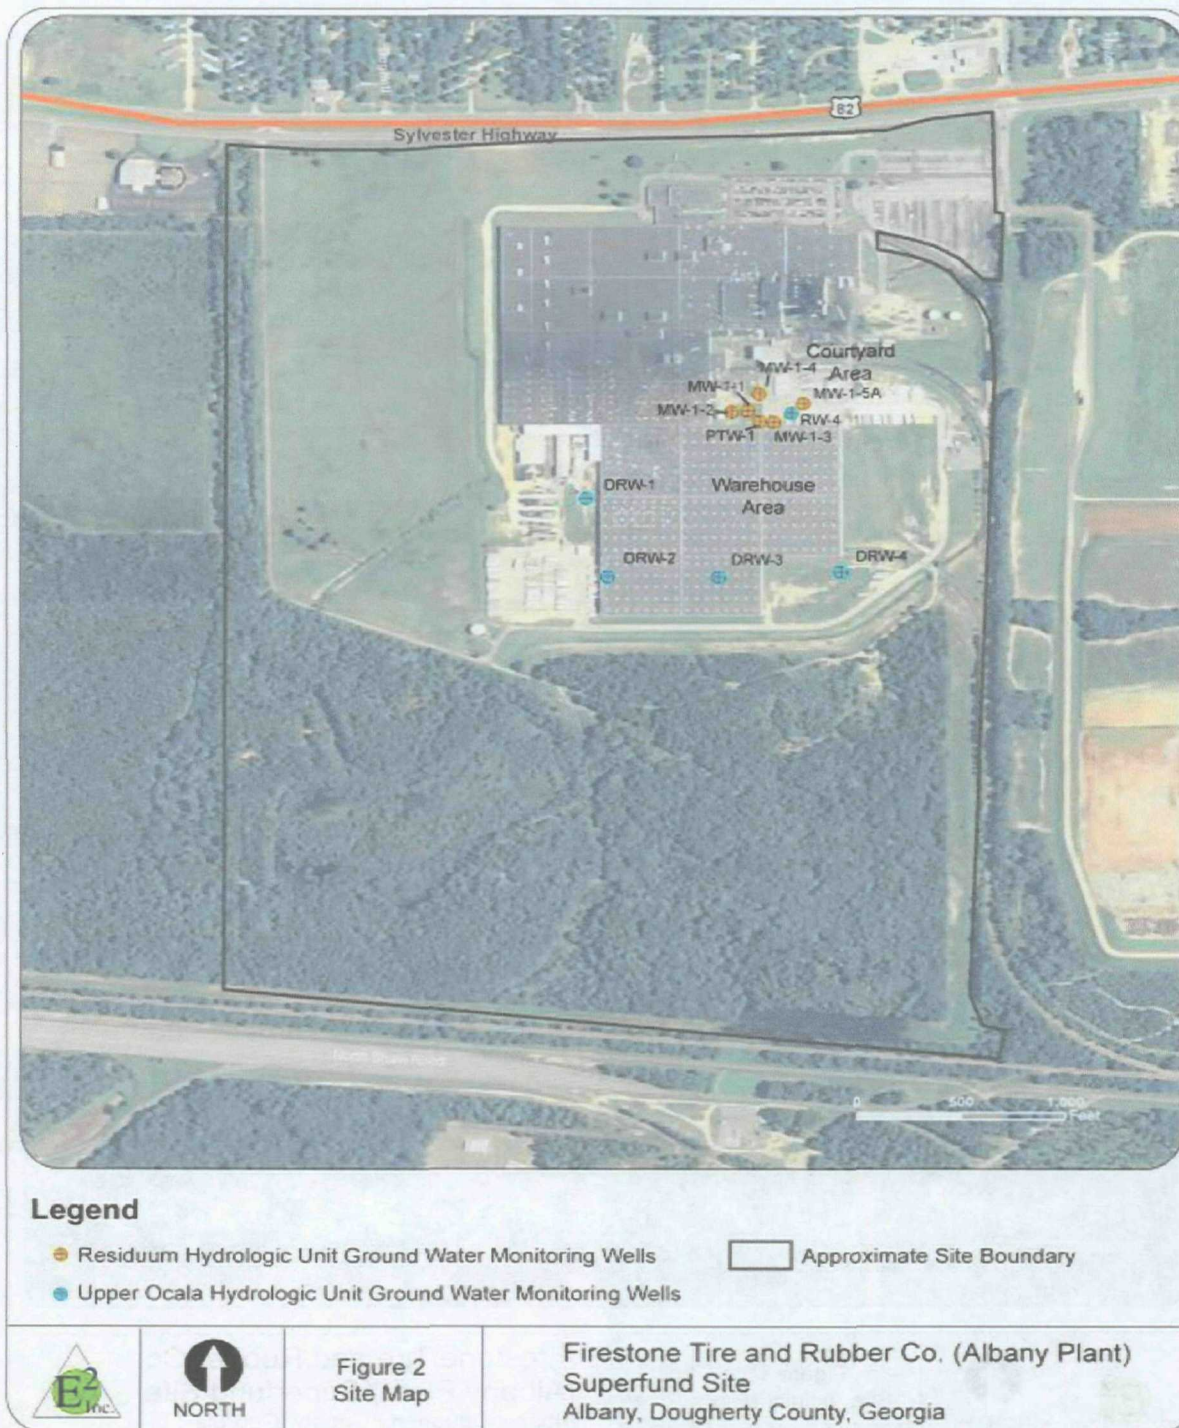 82
Sylvester Highway
Courtyard
Area
MW-1-4
MW-1-1
MW-1-5A
MW-1-2
RW-4
PTW-1
MW-1-3
DRW-1
Warehouse
Area
DRW-2
DRW-3
DRW-4
0 500 1,000
Feet
Legend
Residuum Hydrologic Unit Ground Water Monitoring Wells
Approximate Site Boundary
Upper Ocala Hydrologic Unit Ground Water Monitoring Wells
E2
Inc.
NORTH
Figure 2
Site Map
Firestone Tire and Rubber Co. (Albany Plant)
Superfund Site
Albany, Dougherty County, Georgia